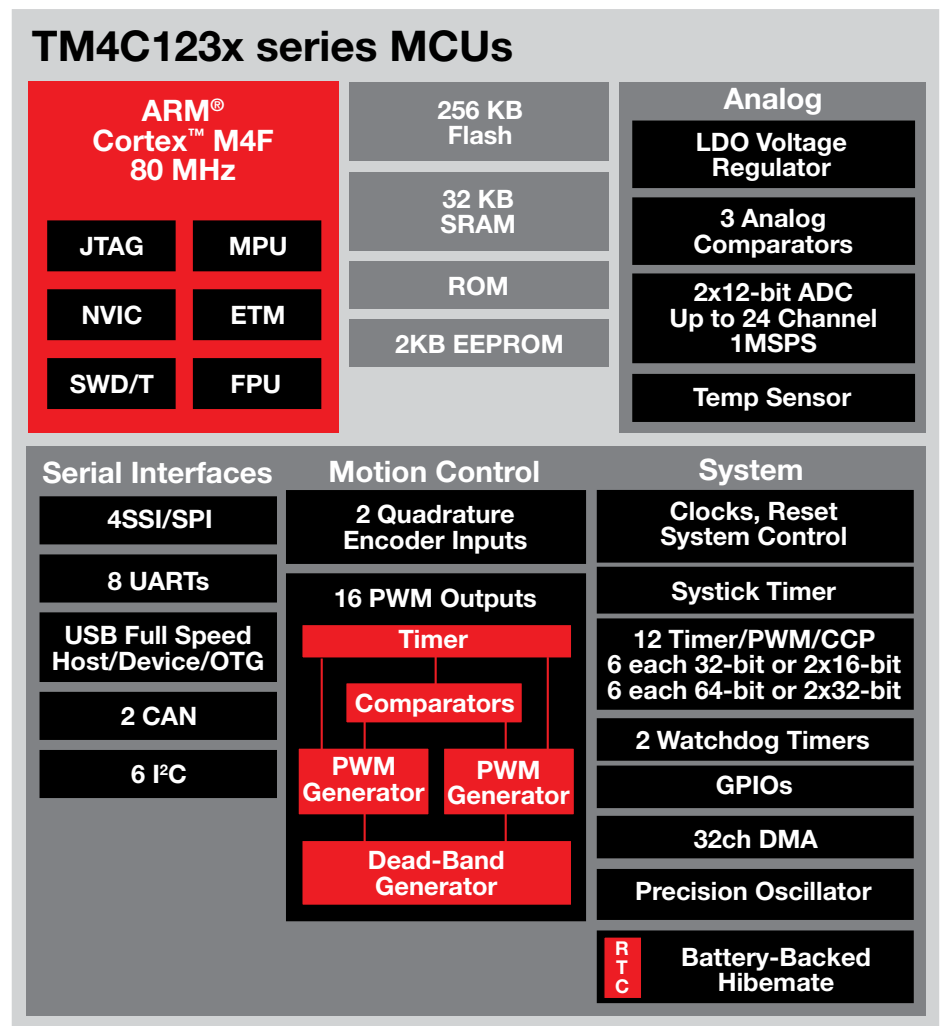 TM4C123x series MCUs
ARM®
Cortex™ M4F
80 MHz
JTAG
MPU
NVIC
ETM
SWD/T
FPU
256 KB
Flash
32 KB
SRAM
ROM
2KB EEPROM
Analog
LDO Voltage
Regulator
3 Analog
Comparators
2x12-bit ADC
Up to 24 Channel
1MSPS
Temp Sensor
Serial Interfaces
4SSI/SPI
8 UARTs
USB Full Speed
Host/Device/OTG
2 CAN
6 I²C
Motion Control
2 Quadrature
Encoder Inputs
16 PWM Outputs
Timer
Comparators
PWM
Generator
PWM
Generator
Dead-Band
Generator
System
Clocks, Reset
System Control
Systick Timer
12 Timer/PWM/CCP
6 each 32-bit or 2x16-bit
6 each 64-bit or 2x32-bit
2 Watchdog Timers
GPIOs
32ch DMA
Precision Oscillator
R
T
C
Battery-Backed
Hibemate